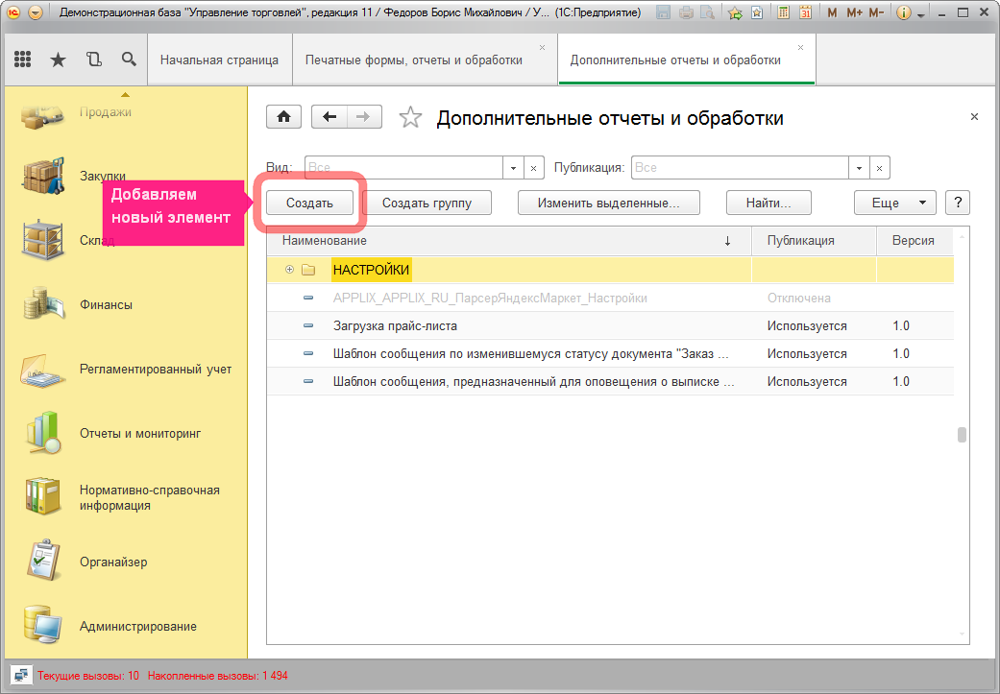 Демонстрационная база "Управление торговлей", редакция 11 / Федоров Борис Михайлович / У... (1С:Предприятие)
31 M M+ M- i
Начальная страница
Печатные формы, отчеты и обработки
Дополнительные отчеты и обработки
Продажи
Закупки
Склад
Финансы
Регламентированный учет
Отчеты и мониторинг
Нормативно-справочная
информация
Органайзер
Администрирование
Добавляем
новый элемент
Дополнительные отчеты и обработки
Вид: Все Публикация: Все
Создать Создать группу Изменить выделенные... Найти... Еще ?
Наименование ↓ Публикация Версия
НАСТРОЙКИ
APPLIX_APPLIX_RU_ПарсерЯндексМаркет_Настройки Отключена
Загрузка прайс-листа Используется 1.0
Шаблон сообщения по изменившемуся статусу документа "Заказ ... Используется 1.0
Шаблон сообщения, предназначенный для оповещения о выписке ... Используется 1.0
Текущие вызовы: 10 Накопленные вызовы: 1 494